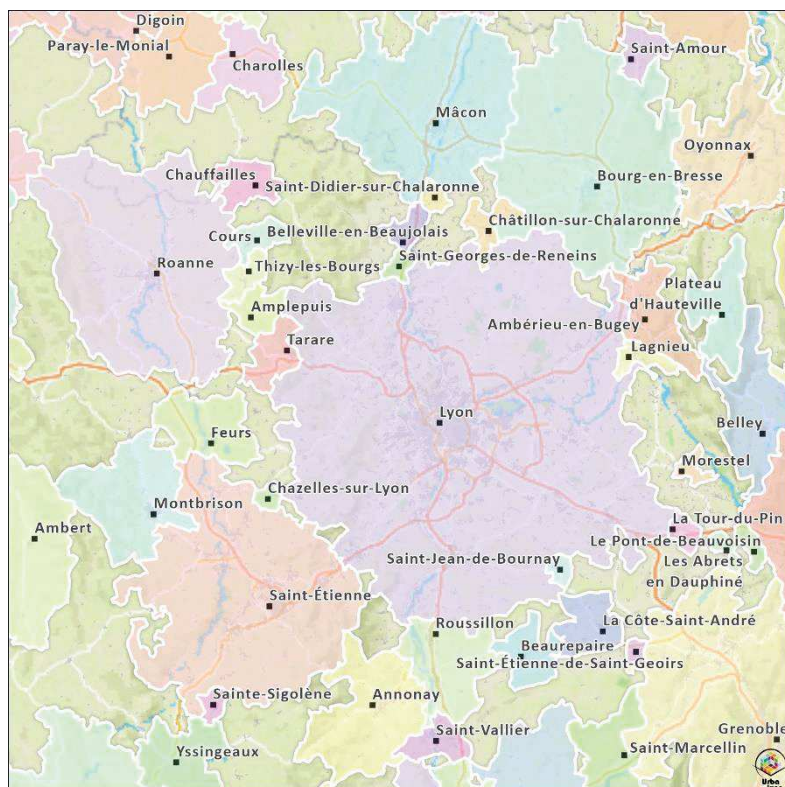 Digoin
Paray-le-Monial
Charolles
Saint-Amour
Mâcon
Oyonnax
Chauffailles
Saint-Didier-sur-Chalaronne
Bourg-en-Bresse
Châtillon-sur-Chalaronne
Cours
Belleville-en-Beaujolais
Saint-Georges-de-Reneins
Roanne
Thizy-les-Bourgs
Plateau
d'Hauteville
Amplepuis
Ambérieu-en-Bugey
Tarare
Lagnieu
Lyon
Belley
Feurs
Morestel
Chazelles-sur-Lyon
Montbrison
Ambert
La Tour-du-Pin
Le Pont-de-Beauvoisin
Saint-Jean-de-Bournay
Les Abrets
en Dauphiné
Saint-Étienne
Roussillon
La Côte-Saint-André
Beaurepaire
Saint-Étienne-de-Saint-Geoirs
Sainte-Sigolène
Annonay
Saint-Vallier
Grenoble
Yssingeaux
Saint-Marcellin
Urba